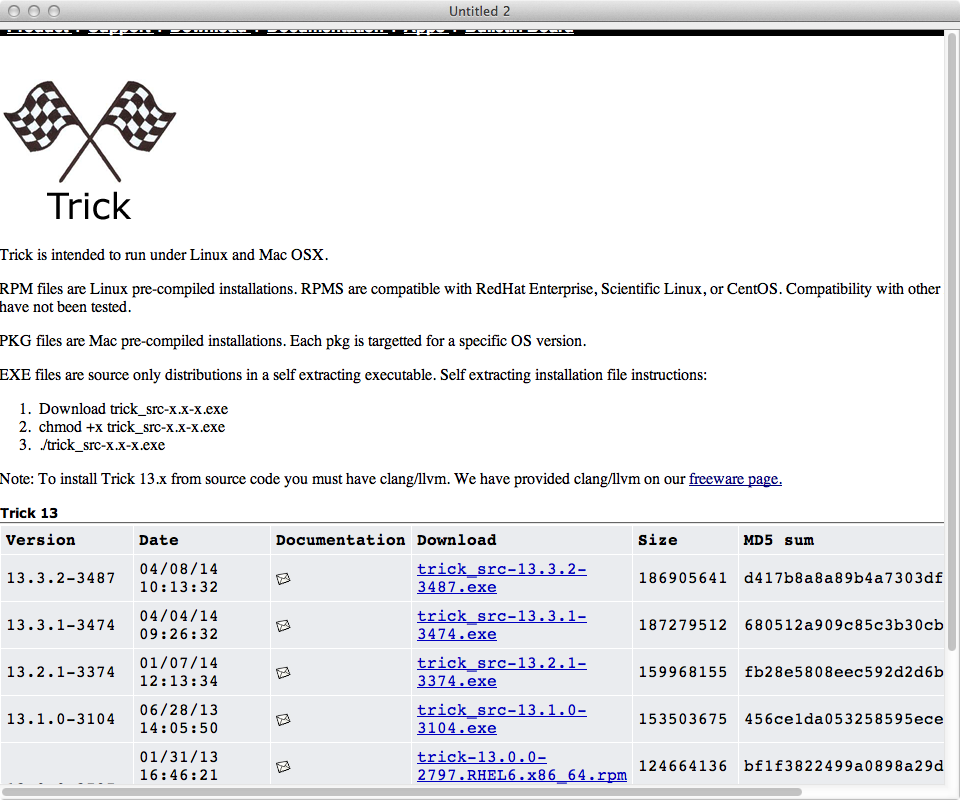 Untitled 2
Product Support Download Documentation Apps
Trick
Trick is intended to run under Linux and Mac OSX.
RPM files are Linux pre-compiled installations. RPMS are compatible with RedHat Enterprise, Scientific Linux, or CentOS. Compatibility with other
have not been tested.
PKG files are Mac pre-compiled installations. Each pkg is targetted for a specific OS version.
EXE files are source only distributions in a self extracting executable. Self extracting installation file instructions:
1. Download trick_src-x.x-x.exe
2. chmod +x trick_src-x.x-x.exe
3. ./trick_src-x.x-x.exe
Note: To install Trick 13.x from source code you must have clang/llvm. We have provided clang/llvm on our freeware page.
Trick 13
Version Date Documentation Download Size MD5 sum
13.3.2-3487 04/08/14 10:13:32 trick_src-13.3.2-3487.exe 186905641 d417b8a8a89b4a7303df
13.3.1-3474 04/04/14 09:26:32 trick_src-13.3.1-3474.exe 187279512 680512a909c85c3b30cb
13.2.1-3374 01/07/14 12:13:34 trick_src-13.2.1-3374.exe 159968155 fb28e5808eec592d2d6b
13.1.0-3104 06/28/13 14:05:50 trick_src-13.1.0-3104.exe 153503675 456ce1da053258595ece
01/31/13 16:46:21 trick-13.0.0-2797.RHEL6.x86_64.rpm 124664136 bf1f3822499a0898a29d